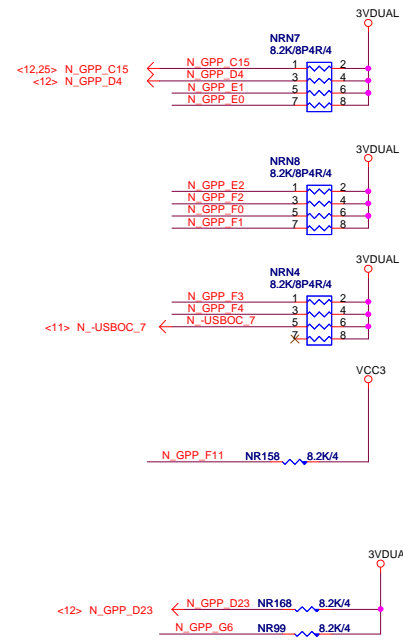 3VDUAL
NRN7
8.2K/8P4R/4
<12,25> N_GPP_C15 N_GPP_C15 1 2
<12> N_GPP_D4 N_GPP_D4 3 4
N_GPP_E1 5 6
N_GPP_E0 7 8
3VDUAL
NRN8
8.2K/8P4R/4
N_GPP_E2 1 2
N_GPP_F2 3 4
N_GPP_F0 5 6
N_GPP_F1 7 8
3VDUAL
NRN4
8.2K/8P4R/4
N_GPP_F3 1 2
N_GPP_F4 3 4
<11> N_-USBOC_7 N_-USBOC_7 5 6
7 8
VCC3
N_GPP_F11 NR158 8.2K/4
3VDUA
<12> N_GPP_D23 N_GPP_D23 NR168 8.2K/4
N_GPP_G6 NR99 8.2K/4